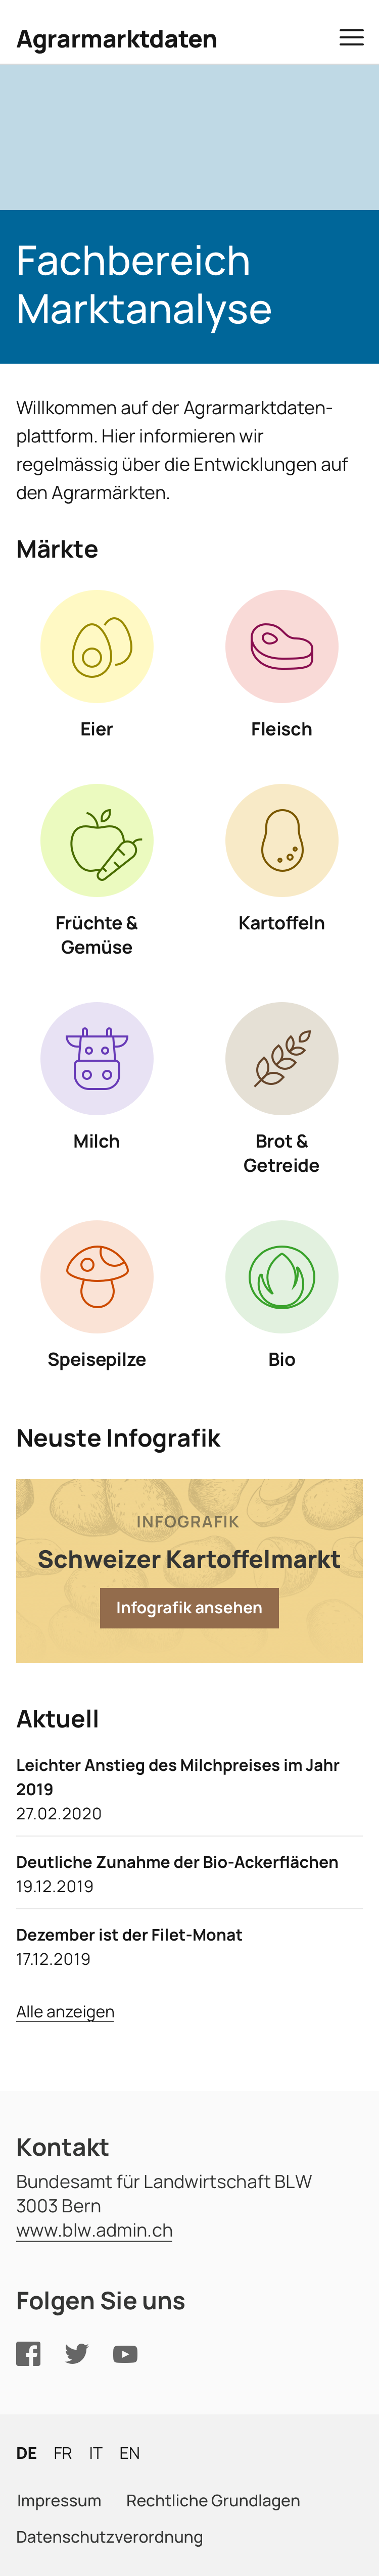 Agrarmarktdaten
Fachbereich
Marktanalyse
Willkommen auf der Agrarmarktdaten-
plattform. Hier informieren wir
regelmässig über die Entwicklungen auf
den Agrarmärkten.
Märkte
Eier
Fleisch
Früchte &
Gemüse
Kartoffeln
Milch
Brot &
Getreide
Speisepilze
Bio
Neuste Infografik
INFOGRAFIK
Schweizer Kartoffelmarkt
Infografik ansehen
Aktuell
Leichter Anstieg des Milchpreises im Jahr
2019
27.02.2020
Deutliche Zunahme der Bio-Ackerflächen
19.12.2019
Dezember ist der Filet-Monat
17.12.2019
Alle anzeigen
Kontakt
Bundesamt für Landwirtschaft BLW
3003 Bern
www.blw.admin.ch
Folgen Sie uns
DE FR IT EN
Impressum Rechtliche Grundlagen
Datenschutzverordnung